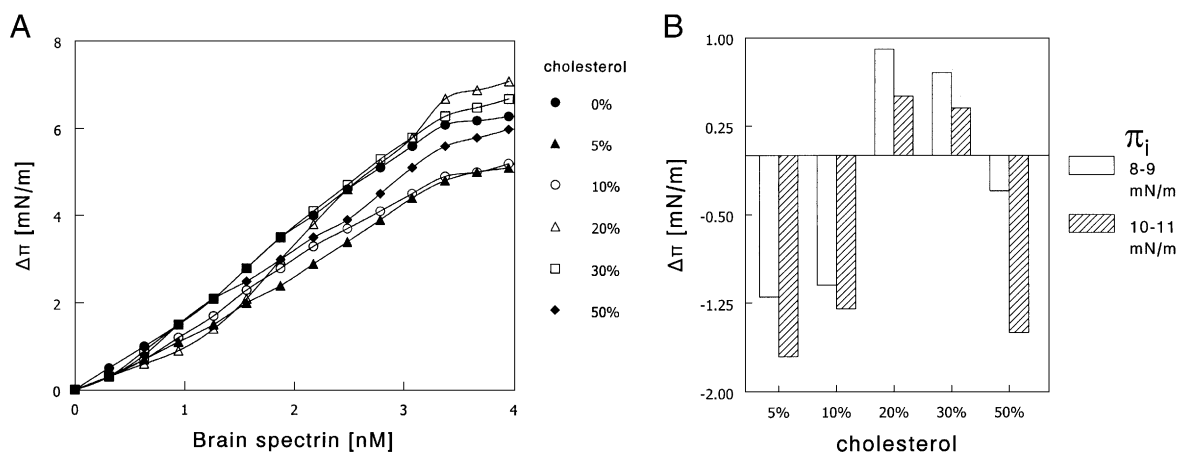 A
8
6
4
2
0
Δπ [mN/m]
0 1 2 3 4
Brain spectrin [nM]
cholesterol
0%
5%
10%
20%
30%
50%
B
1.00
0.25
-0.50
-1.25
-2.00
Δπ [mN/m]
5% 10% 20% 30% 50%
cholesterol
πi
8-9
mN/m
10-11
mN/m